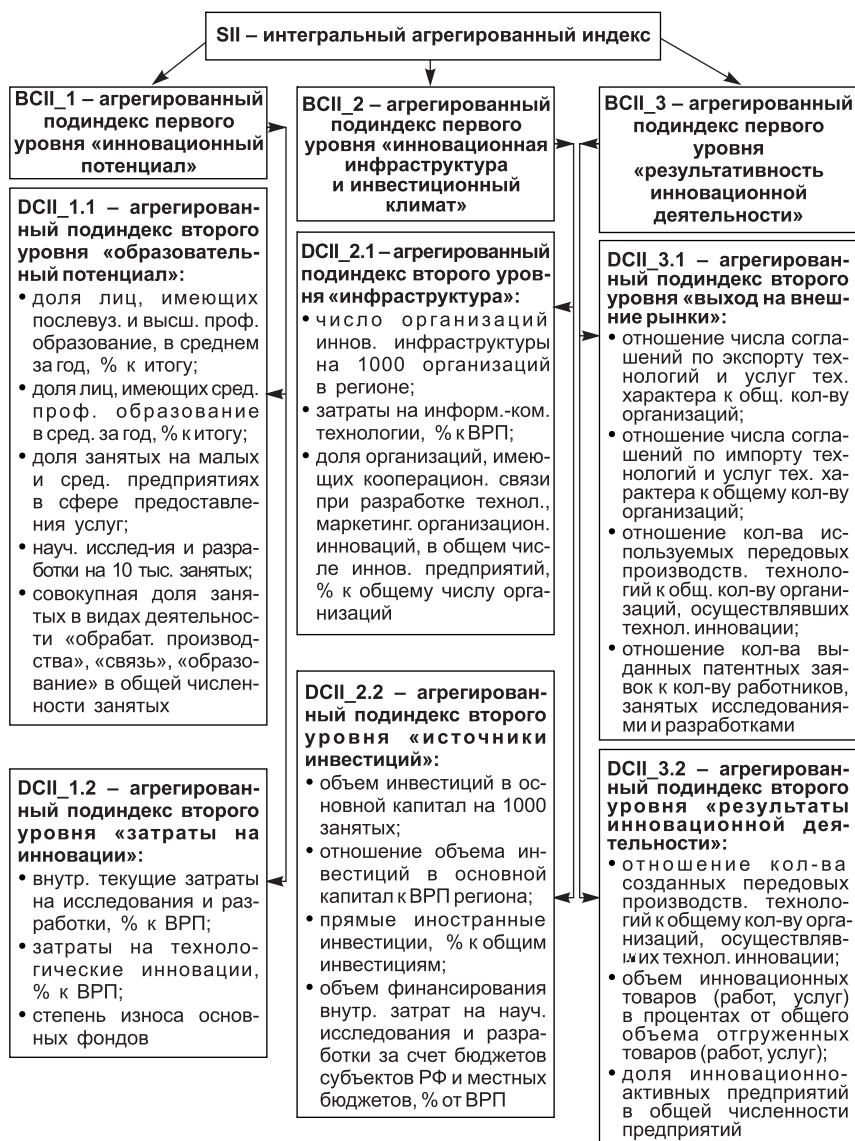 SII – интегральный агрегированный индекс
BCII_1 – агрегированный
подиндекс первого
уровня «инновационный
потенциал»
DCII_1.1 – агрегирован-
ный подиндекс второго
уровня «образователь-
ный потенциал»:
• доля лиц, имеющих
послевуз. и высш. проф.
образование, в среднем
за год, % к итогу;
• доля лиц, имеющих сред.
проф. образование
в сред. за год, % к итогу;
• доля занятых на малых
и сред. предприятиях
в сфере предоставле-
ния услуг;
• науч. исслед-ия и разра-
ботки на 10 тыс. занятых;
• совокупная доля заня-
тых в видах деятельнос-
ти «обрабат. производ-
ства», «связь», «образо-
вание» в общей числен-
ности занятых
DCII_1.2 – агрегирован-
ный подиндекс второго
уровня «затраты на
инновации»:
• внутр. текущие затраты
на исследования и раз-
работки, % к ВРП;
• затраты на техноло-
гические инновации,
% к ВРП;
• степень износа основ-
ных фондов
BCII_2 – агрегированный
подиндекс первого
уровня «инновационная
инфраструктура
и инвестиционный
климат»
DCII_2.1 – агрегированный
подиндекс второго уров-
ня «инфраструктура»:
• число организаций
иннов. инфраструктуры
на 1000 организаций
в регионе;
• затраты на информ.-ком.
технологии, % к ВРП;
• доля организаций, имею-
щих кооперацион. связи
при разработке технол.,
маркетинг. организацион.
инноваций, в общем чис-
ле иннов. предприятий,
% к общему числу орга-
низаций
DCII_2.2 – агрегирован-
ный подиндекс второго
уровня «источники
инвестиций»:
• объем инвестиций в ос-
новной капитал на 1000
занятых;
• отношение объема ин-
вестиций в основной
капитал к ВРП региона;
• прямые иностранные
инвестиции, % к общим
инвестициям;
• объем финансирования
внутр. затрат на науч.
исследования и разра-
ботки за счет бюджетов
субъектов РФ и местных
бюджетов, % от ВРП
BCII_3 – агрегированный
подиндекс первого
уровня
«результативность
инновационной
деятельности»
DCII_3.1 – агрегирован-
ный подиндекс второго
уровня «выход на внеш-
ние рынки»:
• отношение числа согла-
шений по экспорту тех-
нологий и услуг тех.
характера к общ. кол-ву
организаций;
• отношение числа согла-
шений по импорту тех-
нологий и услуг тех. ха-
рактера к общему кол-ву
организаций;
• отношение кол-ва ис-
пользуемых передовых
производств. техноло-
гий к общ. кол-ву органи-
заций, осуществлявших
технол. инновации;
• отношение кол-ва вы-
данных патентных зая-
вок к кол-ву работников,
занятых исследования-
ми и разработками
DCII_3.2 – агрегирован-
ный подиндекс второго
уровня «результаты
инновационной дея-
тельности»:
• отношение кол-ва
созданных передовых
производств. техноло-
гий к общему кол-ву орга-
низаций, осуществляв-
ших технол. инновации;
• объем инновационных
товаров (работ, услуг)
в процентах от общего
объема отгруженных
товаров (работ, услуг);
• доля инновационно-
активных предприятий
в общей численности
предприятий